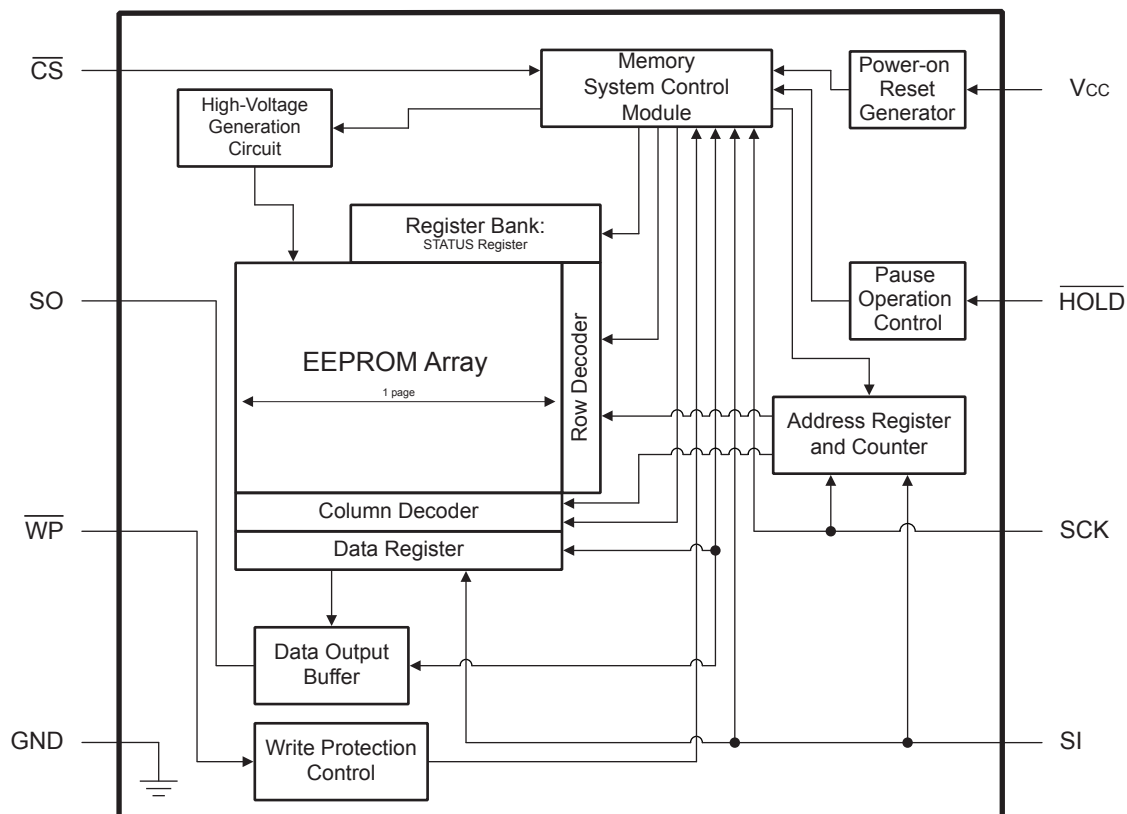 CS
Memory
System Control
Module
Power-on
Reset
Generator
VCC
High-Voltage
Generation
Circuit
Register Bank:
STATUS Register
SO
Pause
Operation
Control
HOLD
EEPROM Array
1 page
Row Decoder
Address Register
and Counter
Column Decoder
WP
SCK
Data Register
Data Output
Buffer
GND
Write Protection
Control
SI